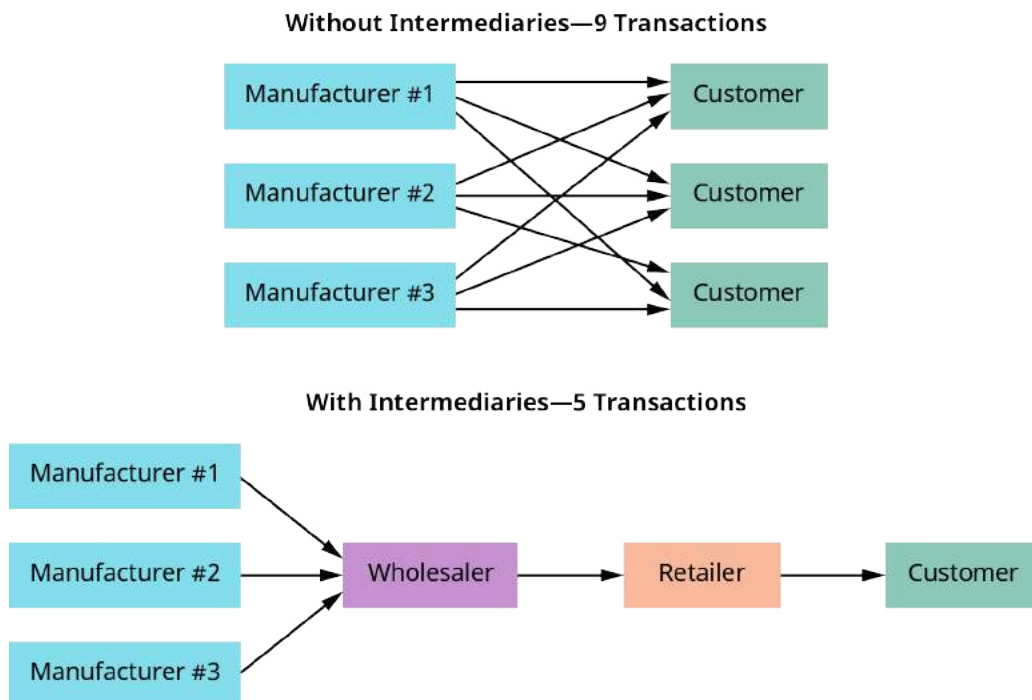 Without Intermediaries—9 Transactions
Manufacturer #1
Customer
Manufacturer #2
Customer
Manufacturer #3
Customer
With Intermediaries—5 Transactions
Manufacturer #1
Manufacturer #2
Wholesaler
Retailer
Customer
Manufacturer #3